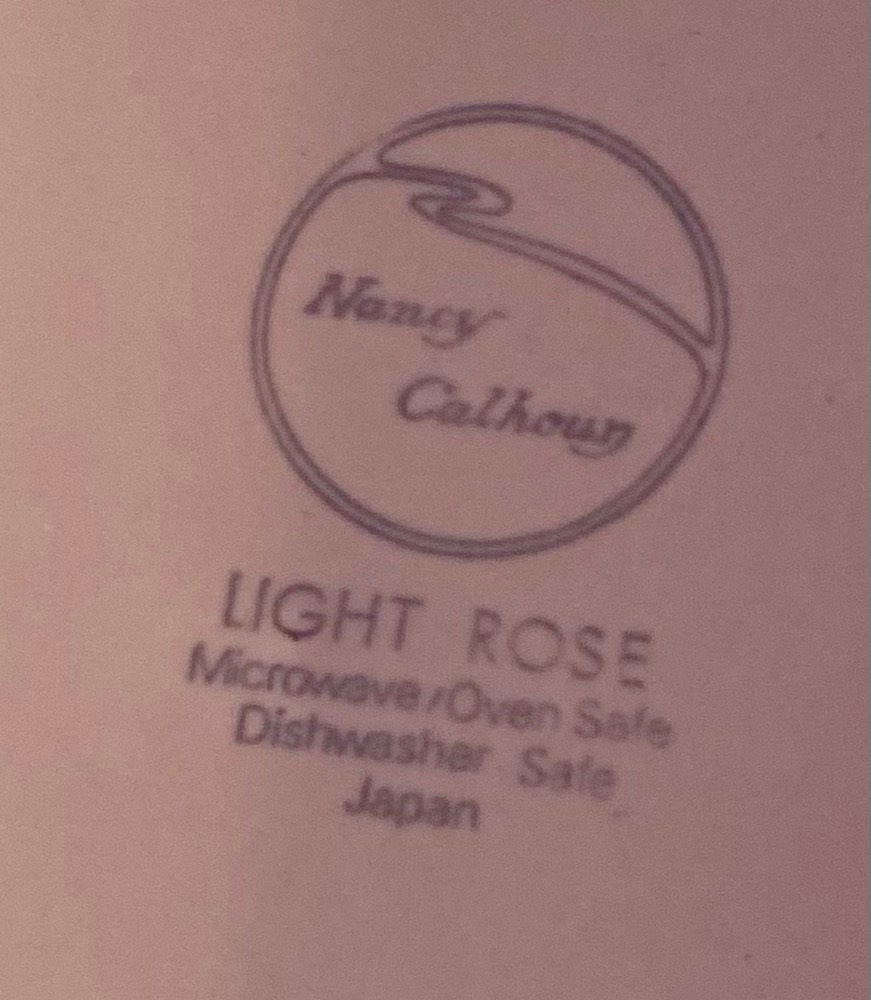 Nancy
Calhoun
LIGHT ROSE
Microwave/Oven Safe
Dishwasher Safe
Japan